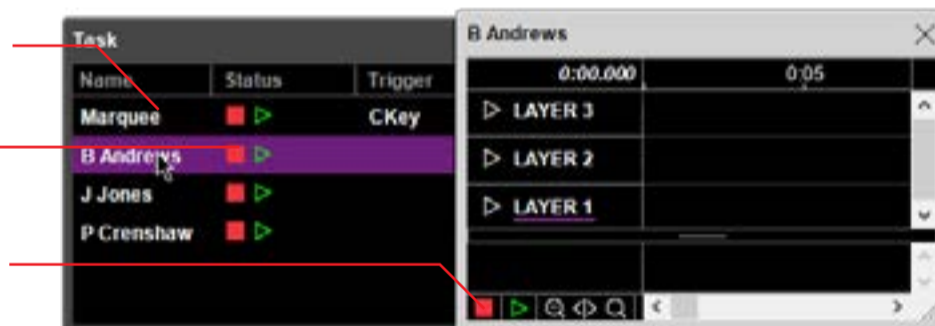 Task
Name Status Trigger
Marquee CKey
B Andrews
J Jones
P Crenshaw
B Andrews
0:00.000 0:05
LAYER 3
LAYER 2
LAYER 1